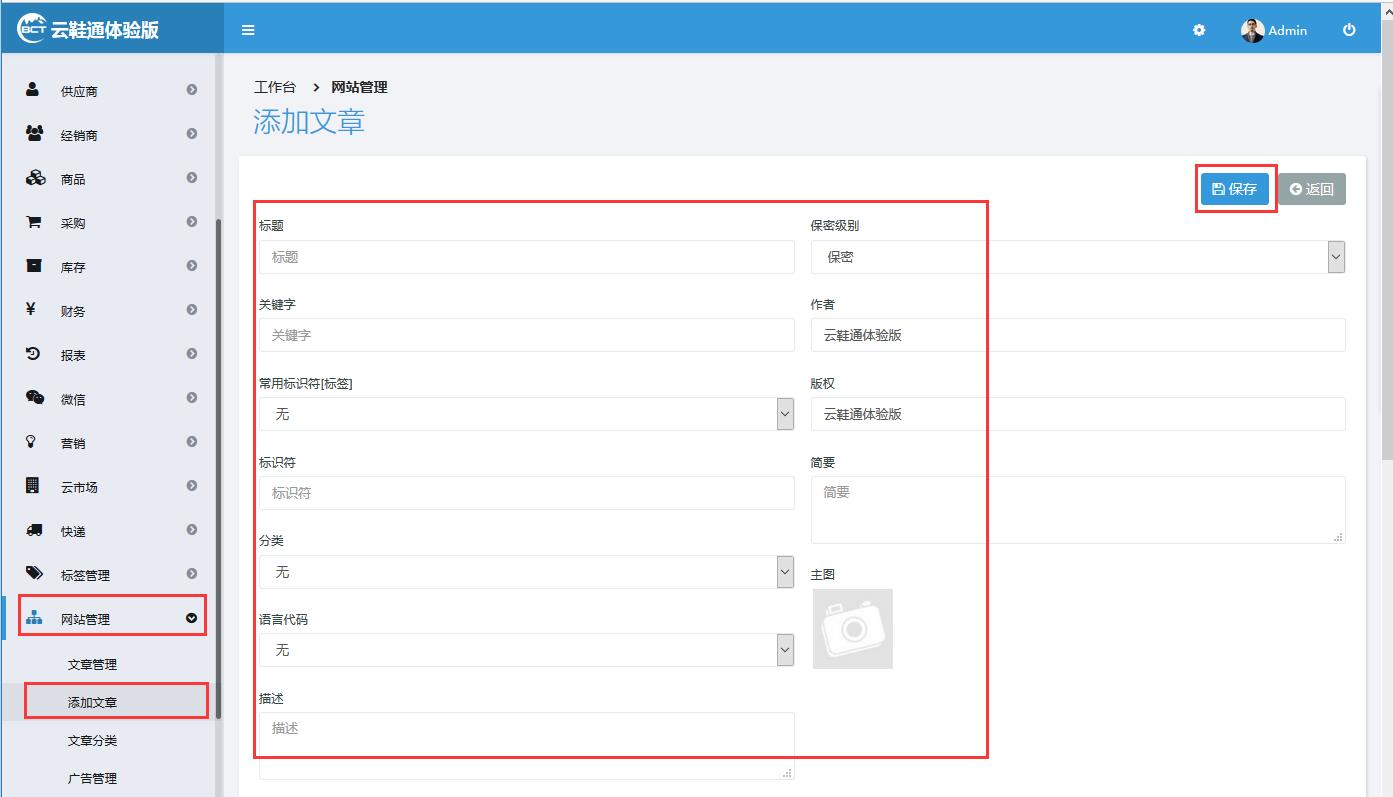 BCT 云鞋通体验版
Admin
供应商
经销商
商品
采购
库存
¥ 财务
报表
微信
营销
云市场
快递
标签管理
网站管理
文章管理
添加文章
文章分类
广告管理
工作台 > 网站管理
添加文章
保存 返回
标题
标题
关键字
关键字
常用标识符[标签]
无
标识符
标识符
分类
无
语言代码
无
描述
描述
保密级别
保密
作者
云鞋通体验版
版权
云鞋通体验版
简要
简要
主图